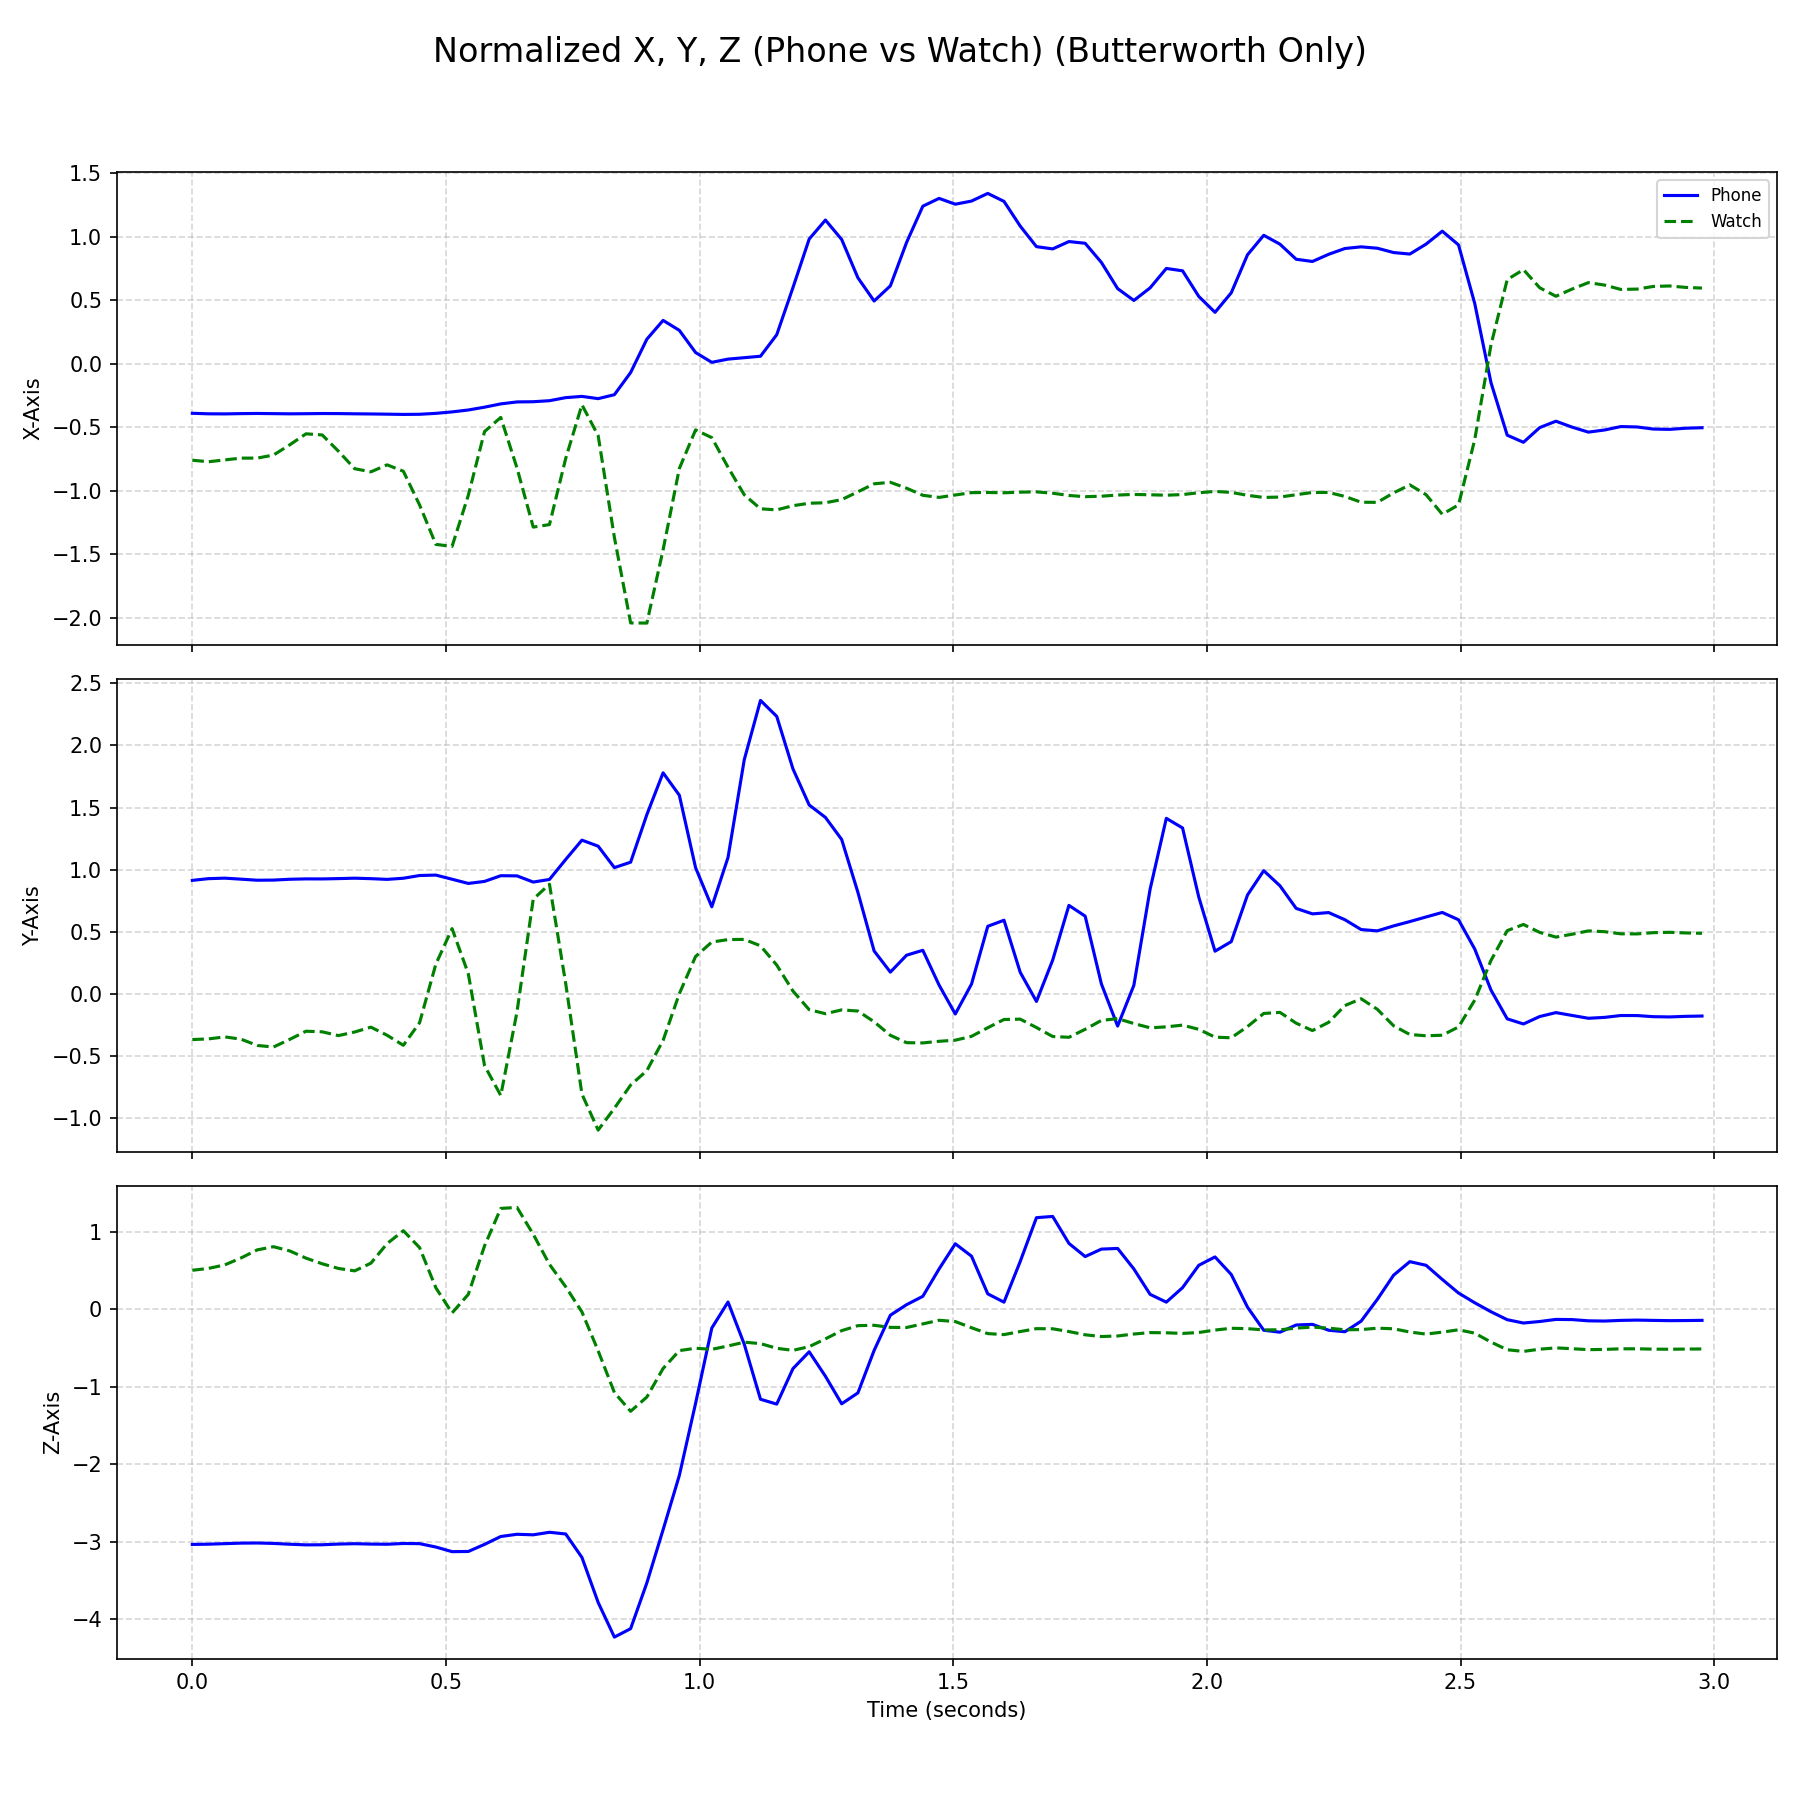 Normalized X, Y, Z (Phone vs Watch) (Butterworth Only)
Phone
Watch
X-Axis
1.5
1.0
0.5
0.0
−0.5
−1.0
−1.5
−2.0
Y-Axis
2.5
2.0
1.5
1.0
0.5
0.0
−0.5
−1.0
Z-Axis
1
0
−1
−2
−3
−4
0.0 0.5 1.0 1.5 2.0 2.5 3.0
Time (seconds)